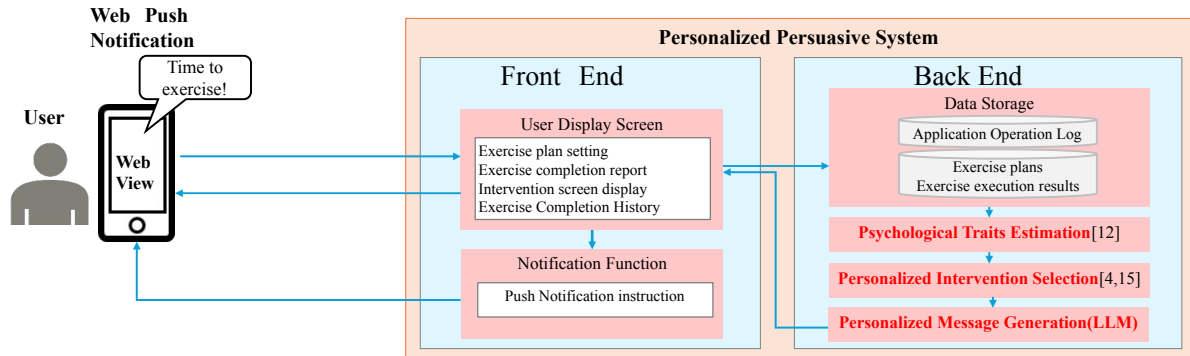 Web Push
Notification
Time to
exercise!
User
Web
View
Personalized Persuasive System
Front End
User Display Screen
Exercise plan setting
Exercise completion report
Intervention screen display
Exercise Completion History
Notification Function
Push Notification instruction
Back End
Data Storage
Application Operation Log
Exercise plans
Exercise execution results
Psychological Traits Estimation[12]
Personalized Intervention Selection[4,15]
Personalized Message Generation(LLM)